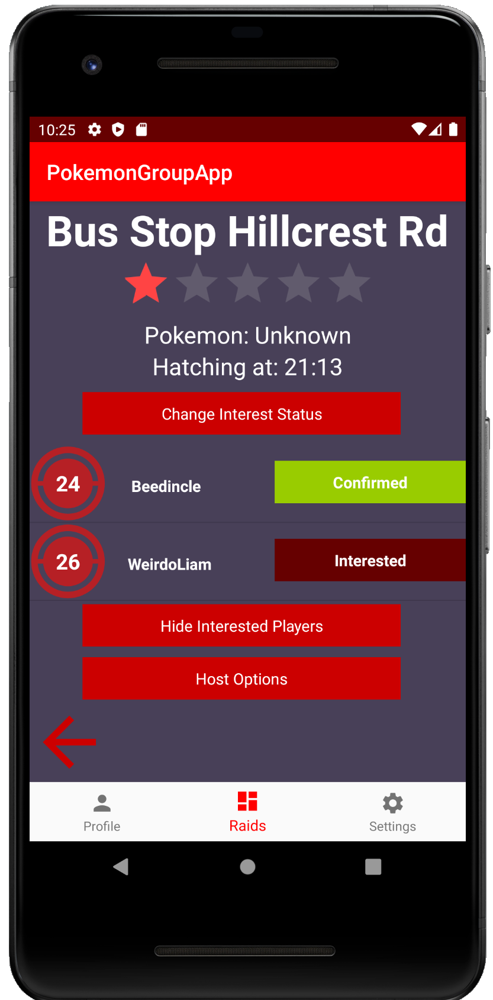 10:25
PokemonGroupApp
Bus Stop Hillcrest Rd
Pokemon: Unknown
Hatching at: 21:13
Change Interest Status
24 Beedincle Confirmed
26 WeirdoLiam Interested
Hide Interested Players
Host Options
Profile Raids Settings